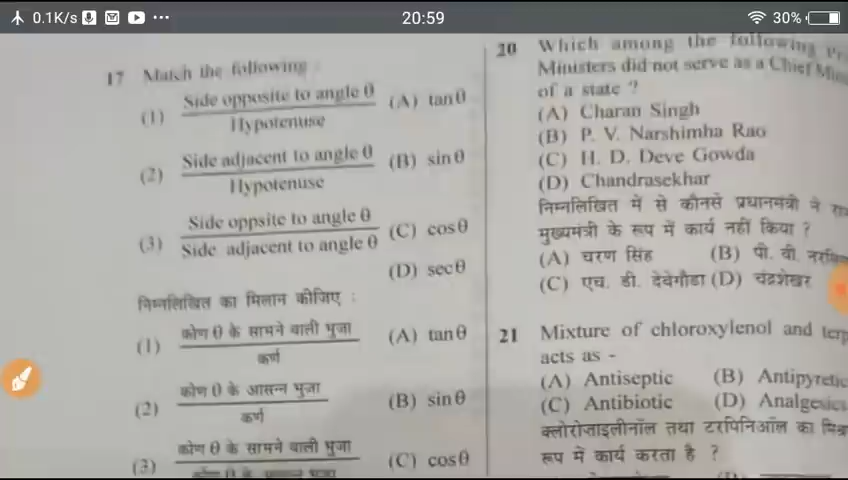 0.1K/s
20:59
30%
17 Match the following
(1) Side opposite to angle θ / Hypotenuse (A) tanθ
(2) Side adjacent to angle θ / Hypotenuse (B) sinθ
(3) Side oppsite to angle θ / Side adjacent to angle θ (C) cosθ
(D) secθ
निम्नलिखित का मिलान कीजिए :
(1) कोण θ के सामने वाली भुजा / कर्ण (A) tanθ
(2) कोण θ के आसन्न भुजा / कर्ण (B) sinθ
(3) कोण θ के सामने वाली भुजा (C) cosθ
20 Which among the following
Ministers did not serve as a Chief
of a state ?
(A) Charan Singh
(B) P. V. Narshimha Rao
(C) H. D. Deve Gowda
(D) Chandrasekhar
निम्नलिखित में से कौनसे प्रधानमंत्री ने
मुख्यमंत्री के रूप में कार्य नहीं किया ?
(A) चरण सिंह (B) पी. वी.
(C) एच. डी. देवेगौडा (D) चंद्रशेखर
21 Mixture of chloroxylenol and
acts as -
(A) Antiseptic (B) Antipyretic
(C) Antibiotic (D) Analgesics
क्लोरोजाइलीनॉल तथा टरपिनिऑल का
रूप में कार्य करता है ?